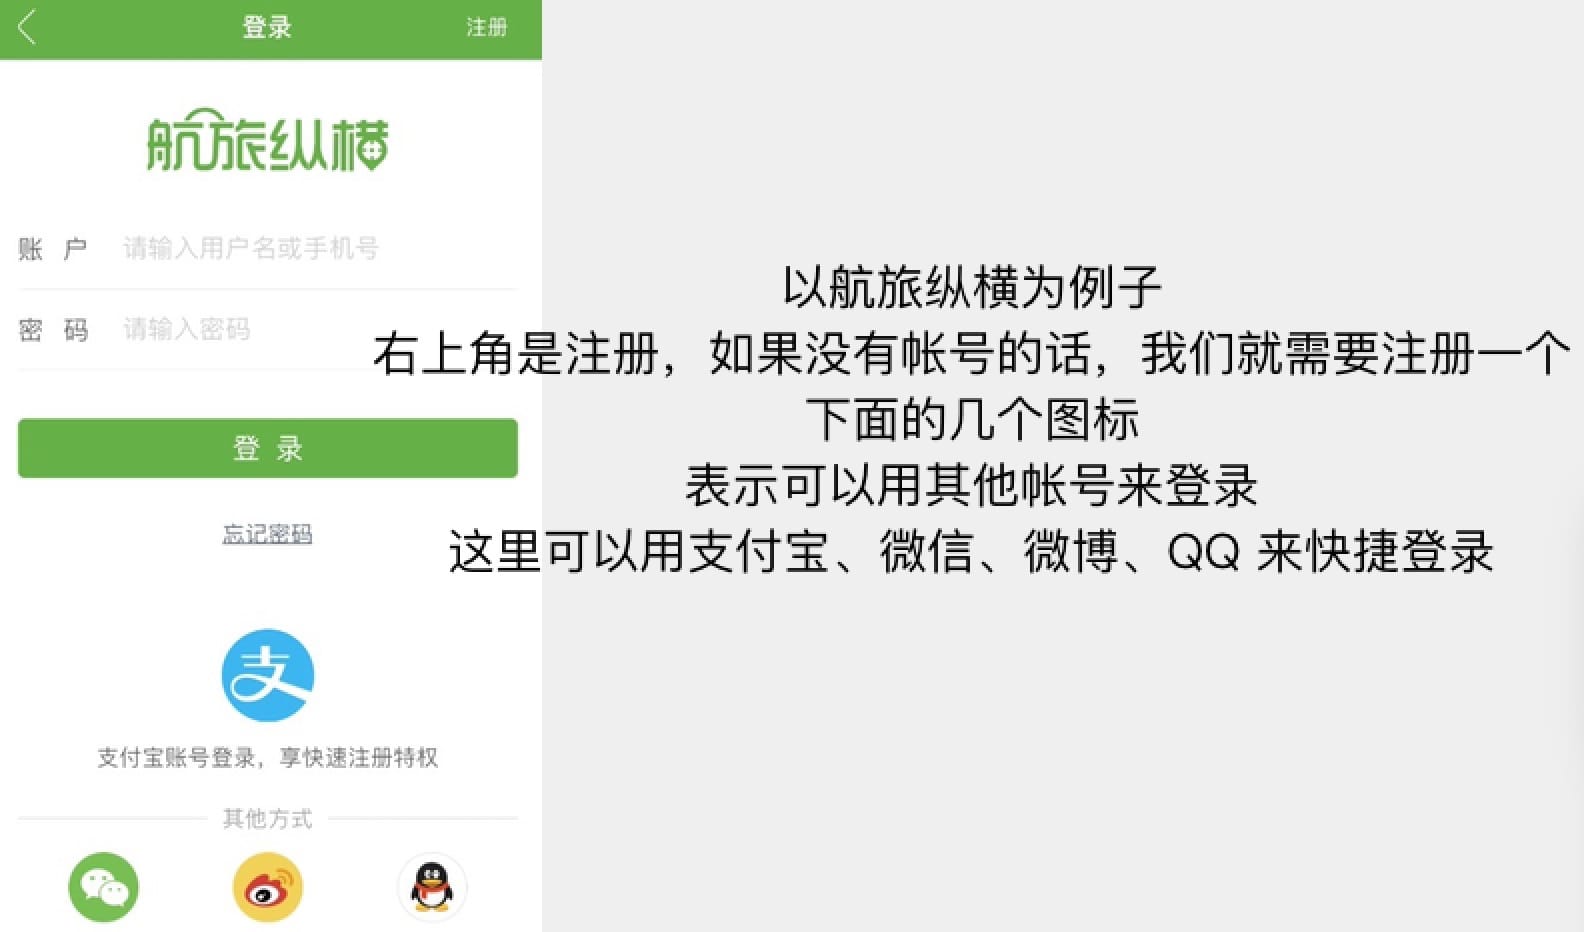 登录
注册
航旅纵横
账 户 请输入用户名或手机号
密 码 请输入密码
登 录
忘记密码
支
支付宝账号登录，享快速注册特权
其他方式
以航旅纵横为例子
右上角是注册，如果没有帐号的话，我们就需要注册一个
下面的几个图标
表示可以用其他帐号来登录
这里可以用支付宝、微信、微博、QQ 来快捷登录